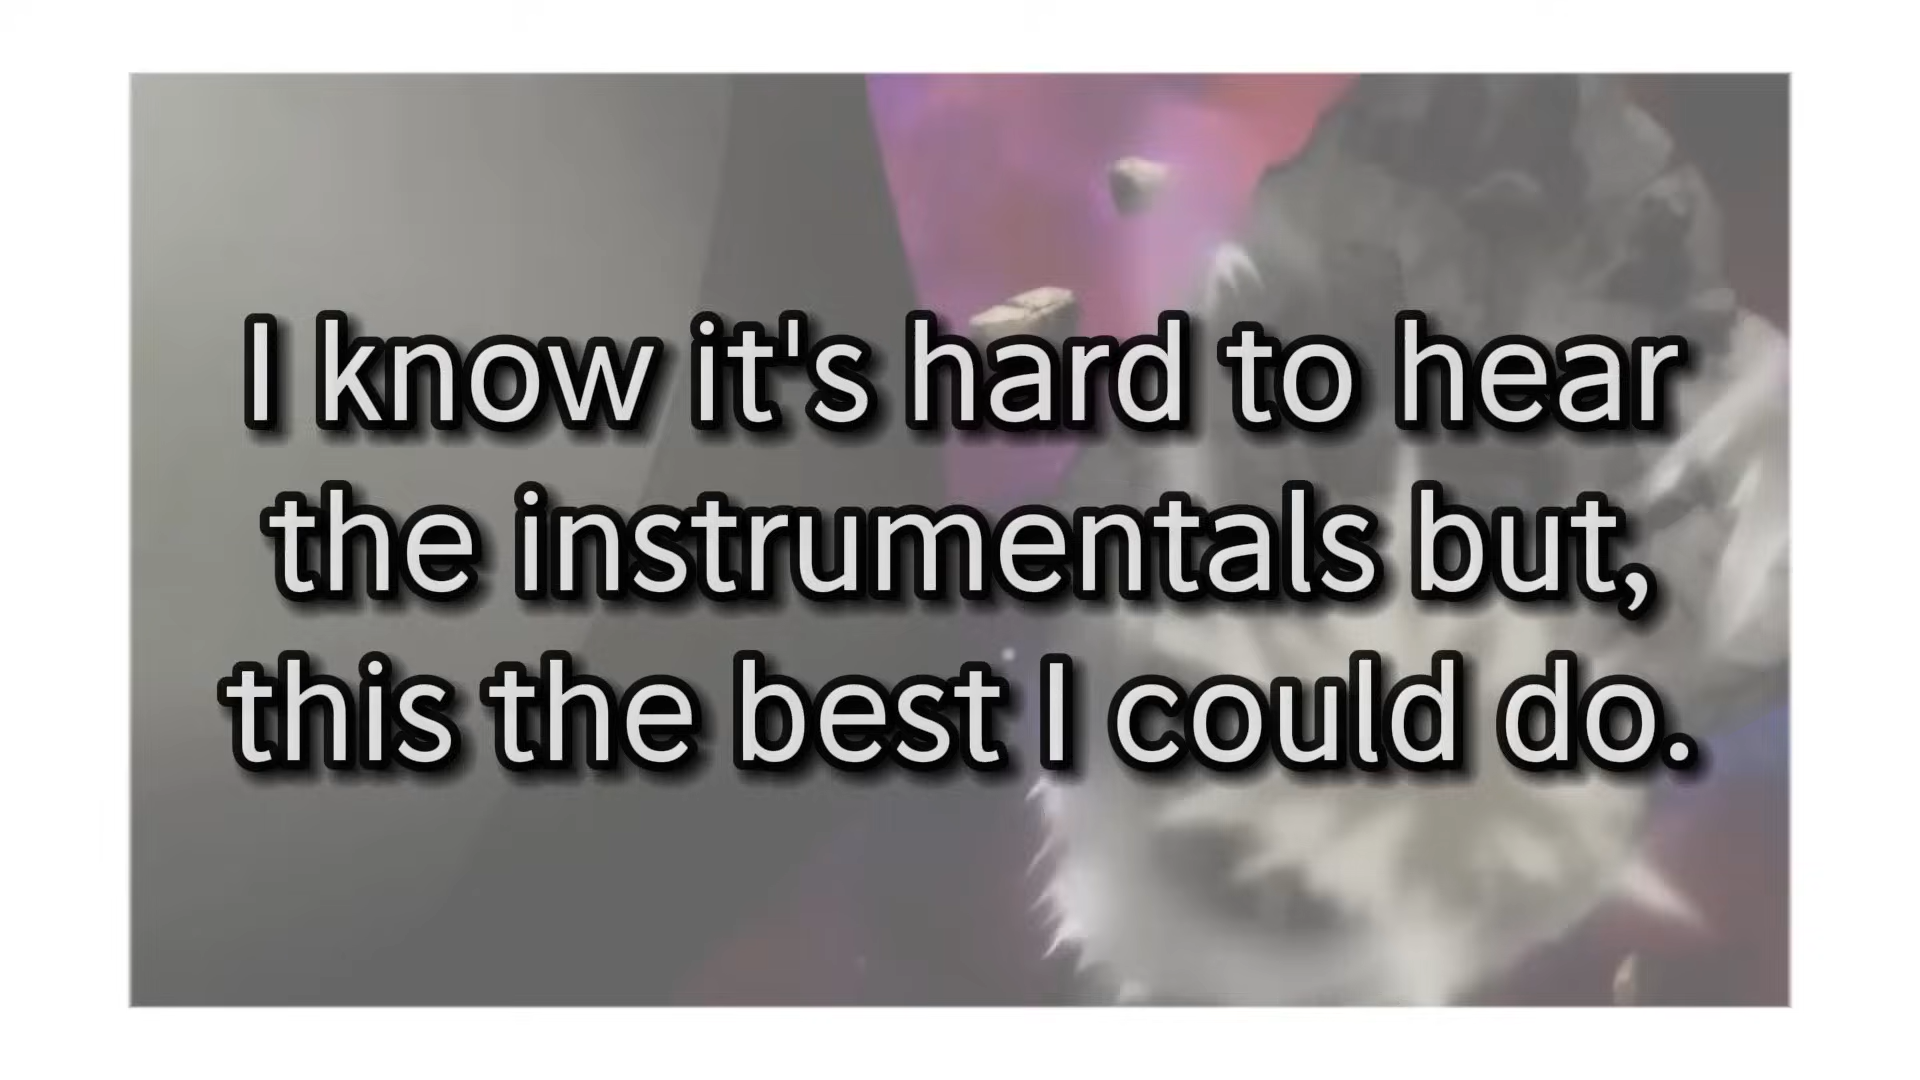 I know it's hard to hear
the instrumentals but,
this the best I could do.